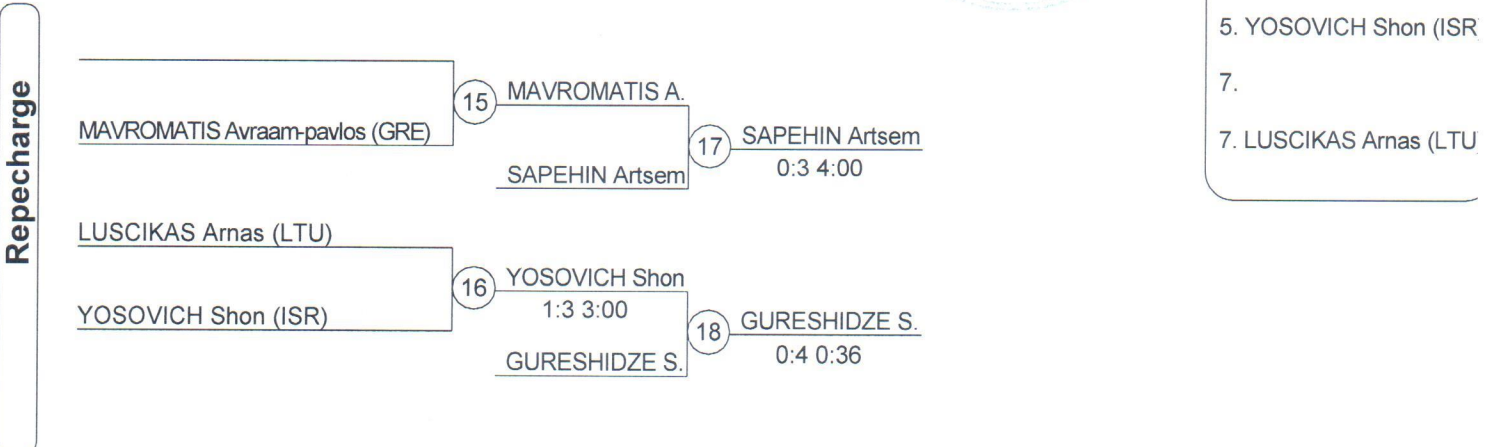 Repecharge
15
MAVROMATIS A.
MAVROMATIS Avraam-pavlos (GRE)
17
SAPEHIN Artsem
0:3 4:00
SAPEHIN Artsem
LUSCIKAS Arnas (LTU)
16
YOSOVICH Shon
1:3 3:00
YOSOVICH Shon (ISR)
18
GURESHIDZE S.
0:4 0:36
GURESHIDZE S.
5. YOSOVICH Shon (ISR
7.
7. LUSCIKAS Arnas (LTU